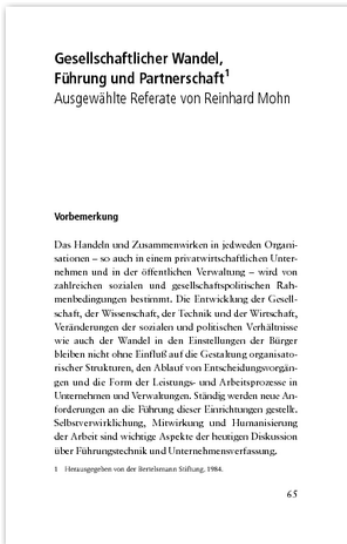 Gesellschaftlicher Wandel,
Führung und Partnerschaft¹
Ausgewählte Referate von Reinhard Mohn
Vorbemerkung
Das Handeln und Zusammenwirken in jedweden Organi-
sationen – so auch in einem privatwirtschaftlichen Unter-
nehmen und in der öffentlichen Verwaltung – wird von
zahlreichen sozialen und gesellschaftspolitischen Rah-
menbedingungen bestimmt. Die Entwicklung der Gesell-
schaft, der Wissenschaft, der Technik und der Wirtschaft,
Veränderungen der sozialen und politischen Verhältnisse
wie auch der Wandel in den Einstellungen der Bürger
bleiben nicht ohne Einfluß auf die Gestaltung organisato-
rischer Strukturen, den Ablauf von Entscheidungsvorgän-
gen und die Form der Leistungs- und Arbeitsprozesse in
Unternehmen und Verwaltungen. Ständig werden neue An-
forderungen an die Führung dieser Einrichtungen gestellt.
Selbstverwirklichung, Mitwirkung und Humanisierung
der Arbeit sind wichtige Aspekte der heutigen Diskussion
über Führungstechnik und Unternehmensverfassung.
1 Herausgegeben von der Bertelsmann Stiftung, 1984.
65